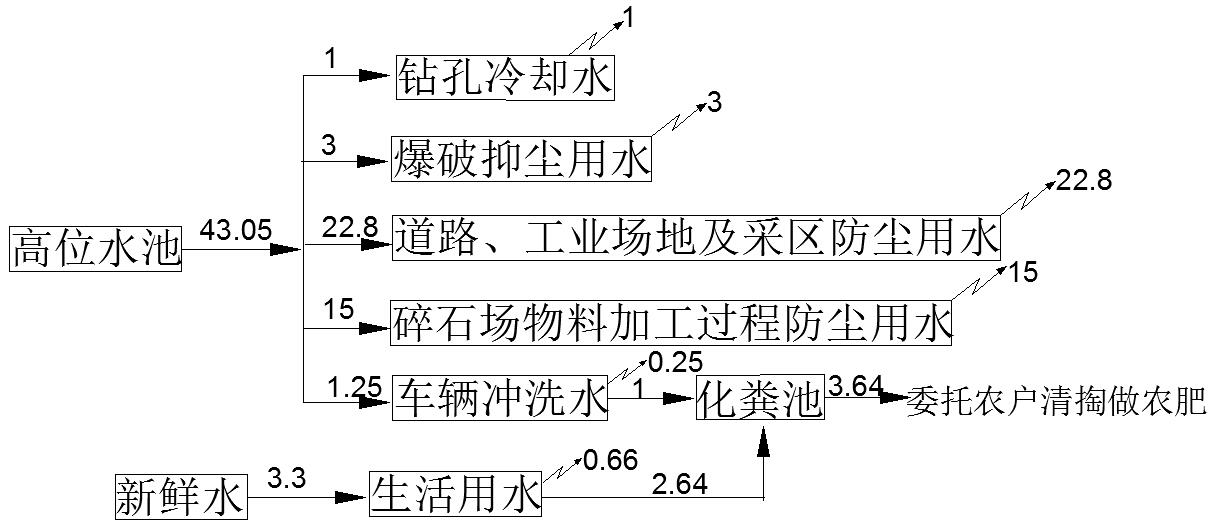 1
1
钻孔冷却水
3
3
爆破抑尘用水
22.8
43.05
22.8
高位水池
道路、工业场地及采区防尘用水
15
15
碎石场物料加工过程防尘用水
0.25
1.25
车辆冲洗水
1
化粪池
3.64
委托农户清掏做农肥
0.66
3.3
2.64
新鲜水
生活用水